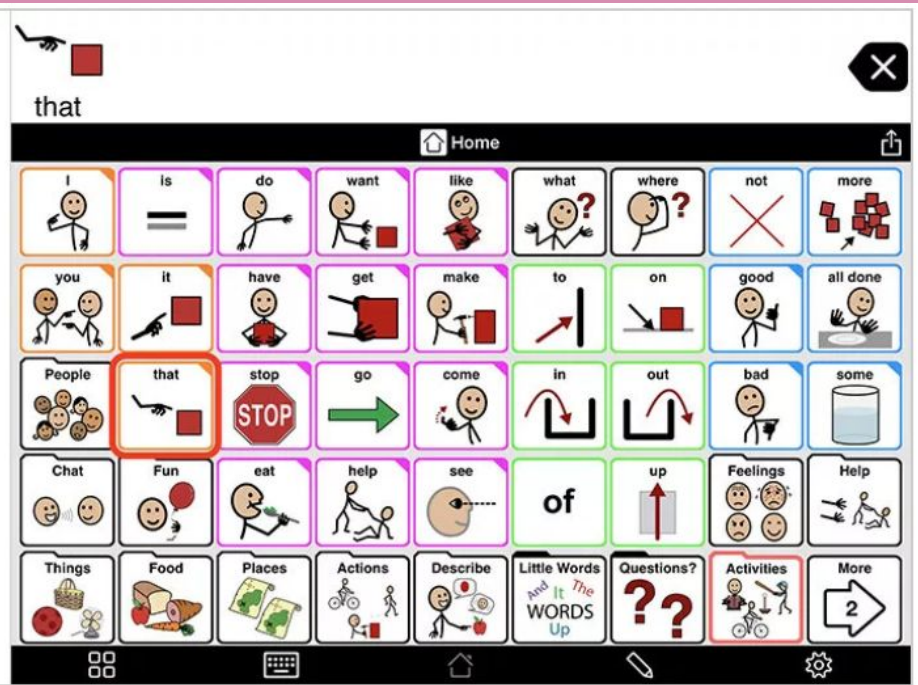 that
Home
I is do want like what where not more
you it have get make to on good all done
People that stop go come in out bad some
STOP
Chat Fun eat help see of up Feelings Help
Things Food Places Actions Describe Little Words Questions? Activities More
And It The
WORDS
Up
2